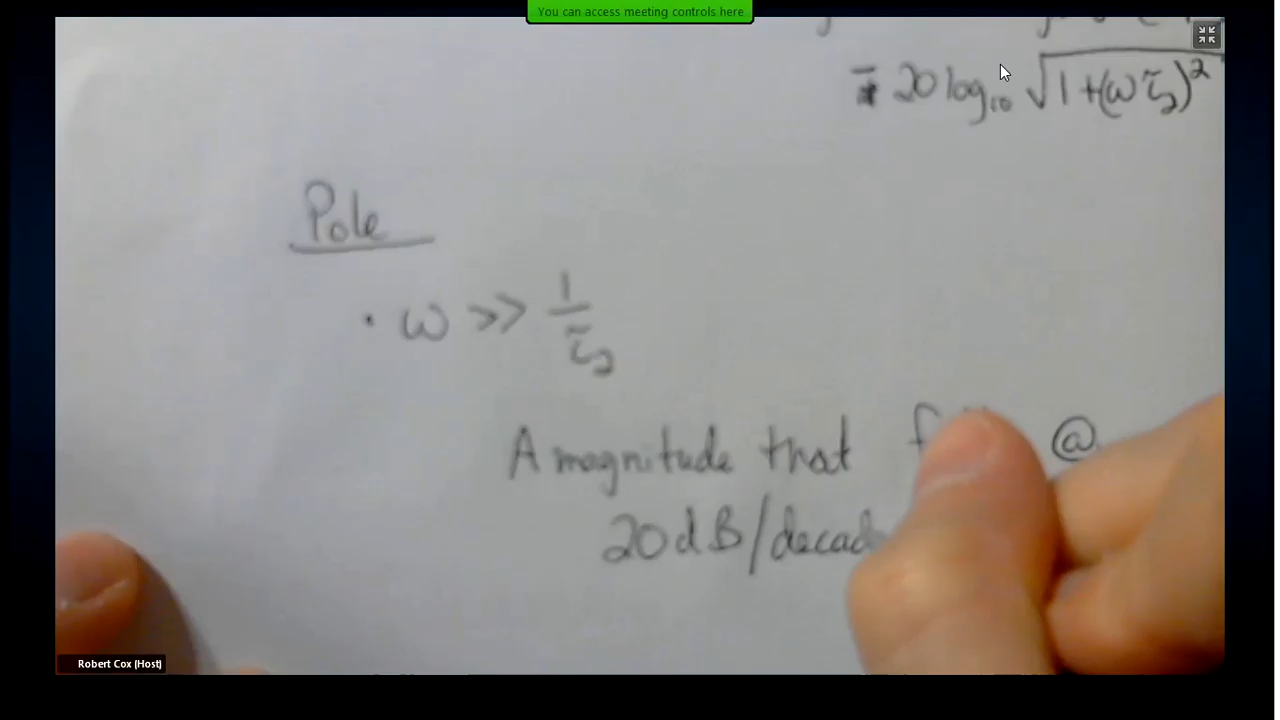 You can access meeting controls here
- 20 log₁₀ √1+(ωτ₂)²
Pole
· ω >> 1/τ₂
A magnitude that @
20dB/decad
Robert Cox (Host)